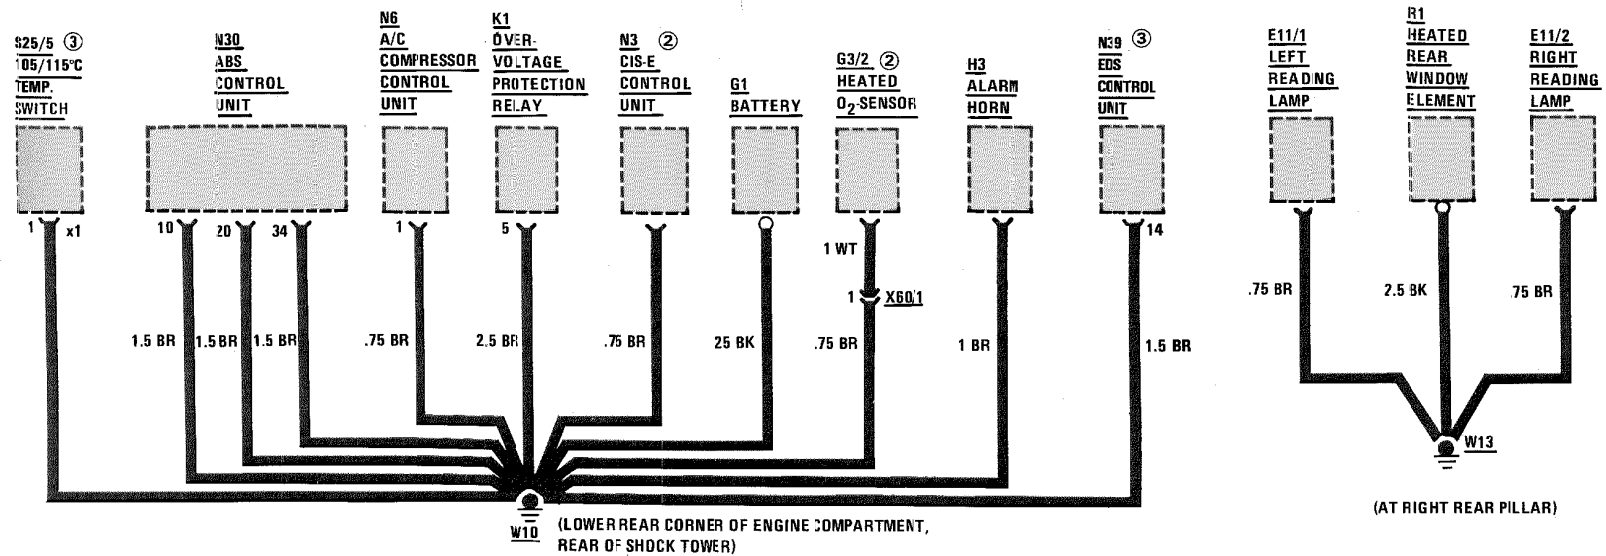 S25/5 ③
105/115°C
TEMP.
SWITCH
N30
ABS
CONTROL
UNIT
N6
A/C
COMPRESSOR
CONTROL
UNIT
K1
OVER-
VOLTAGE
PROTECTION
RELAY
N3 ②
CIS-E
CONTROL
UNIT
G1
BATTERY
G3/2 ②
HEATED
O2-SENSOR
H3
ALARM
HORN
N39 ③
EDS
CONTROL
UNIT
E11/1
LEFT
READING
LAMP
R1
HEATED
REAR
WINDOW
ELEMENT
E11/2
RIGHT
READING
LAMP
1 x1
10 20 34
1
5
14
1 WT
1 X60/1
1.5 BR 1.5 BR 1.5 BR .75 BR 2.5 BR .75 BR 25 BK .75 BR 1 BR 1.5 BR
.75 BR 2.5 BK .75 BR
W10
(LOWER REAR CORNER OF ENGINE COMPARTMENT,
REAR OF SHOCK TOWER)
W13
(AT RIGHT REAR PILLAR)